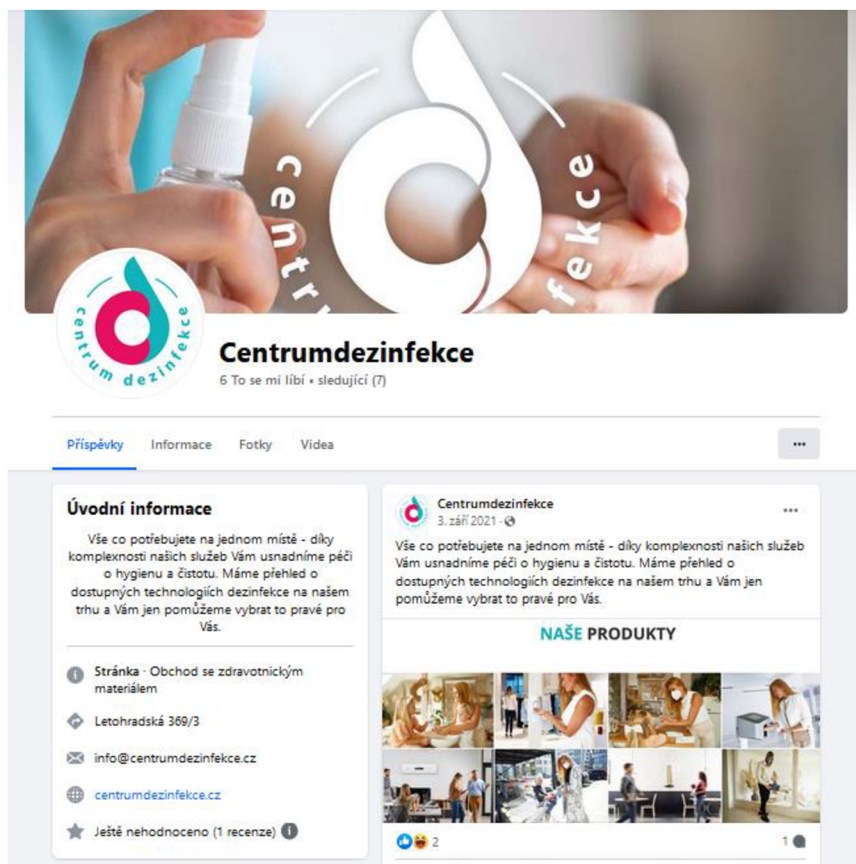 centr fekce
centrum dezinfekce
Centrumdezinfekce
6 To se mi líbí • sledující (7)
Příspěvky Informace Fotky Videa
Úvodní informace
Vše co potřebujete na jednom místě - díky
komplexnosti našich služeb Vám usnadníme péči
o hygienu a čistotu. Máme přehled o
dostupných technologiích dezinfekce na našem
trhu a Vám jen pomůžeme vybrat to pravé pro
Vás.
Stránka · Obchod se zdravotnickým
materiálem
Letohradská 369/3
info@centrumdezinfekce.cz
centrumdezinfekce.cz
Ještě nehodnoceno (1 recenze)
Centrumdezinfekce
3. září 2021 ·
Vše co potřebujete na jednom místě - díky komplexnosti našich služeb
Vám usnadníme péči o hygienu a čistotu. Máme přehled o
dostupných technologiích dezinfekce na našem trhu a Vám jen
pomůžeme vybrat to pravé pro Vás.
NAŠE PRODUKTY
2
1